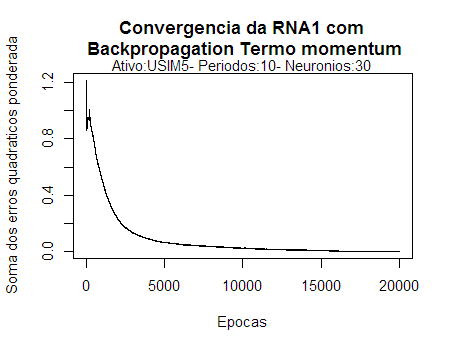 Convergencia da RNA1 com
Backpropagation Termo momentum
Ativo:USIM5- Periodos:10- Neuronios:30
Soma dos erros quadraticos ponderada
1.2
0.8
0.4
0.0
0 5000 10000 15000 20000
Epocas